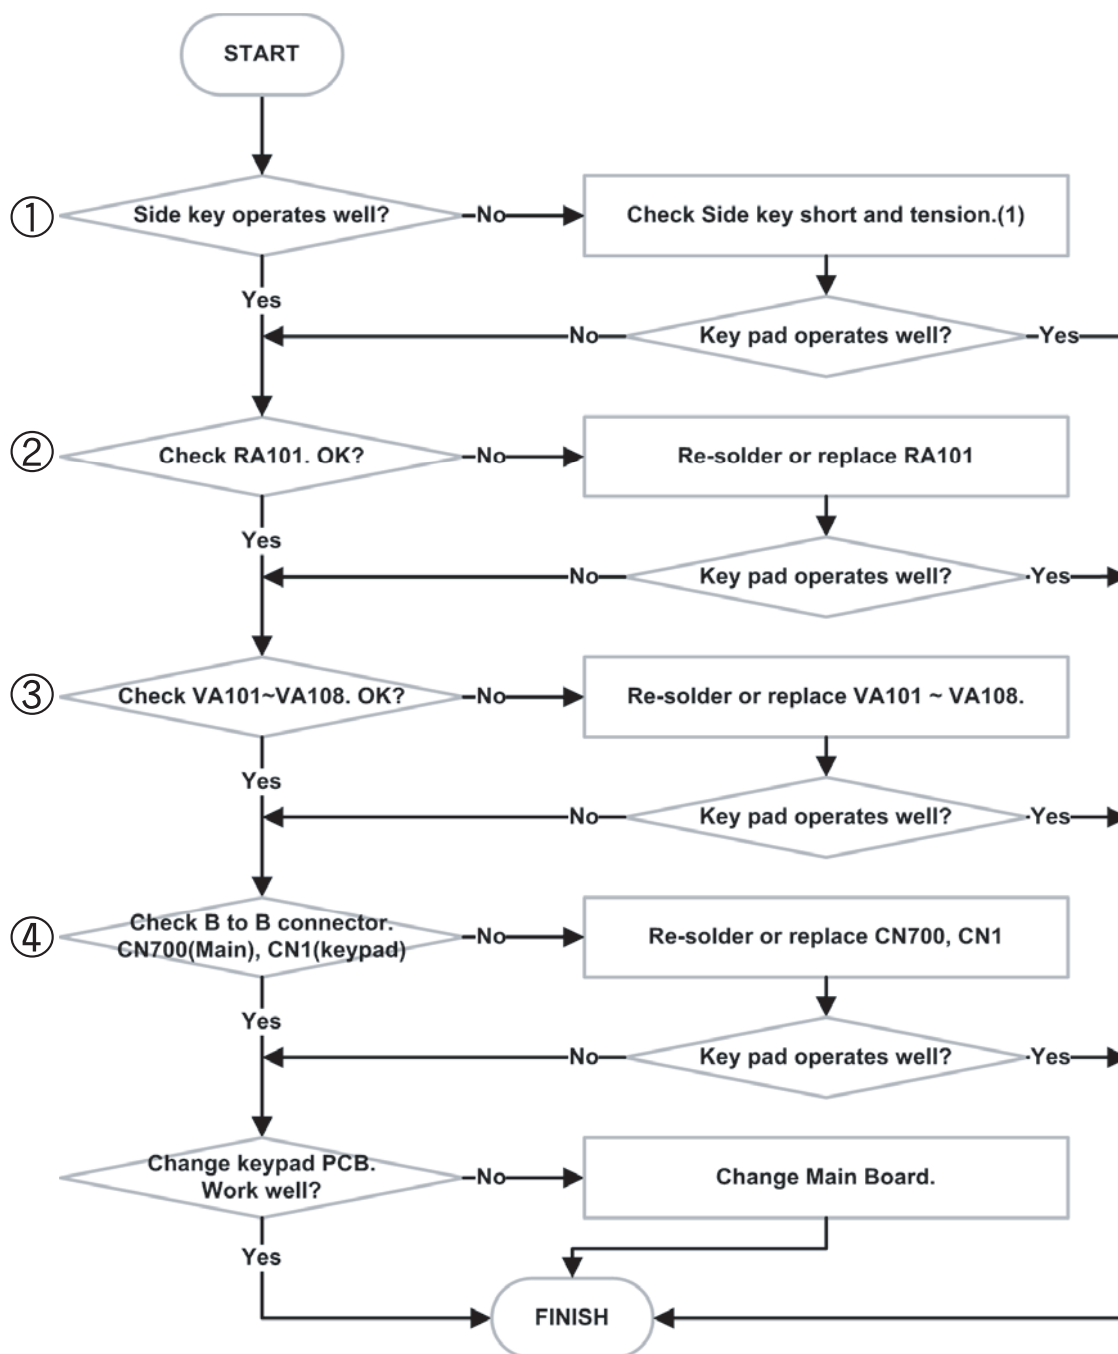 START
①
Side key operates well?
No
Check Side key short and tension.(1)
Yes
No
Key pad operates well?
Yes
②
Check RA101. OK?
No
Re-solder or replace RA101
Yes
No
Key pad operates well?
Yes
③
Check VA101~VA108. OK?
No
Re-solder or replace VA101 ~ VA108.
Yes
No
Key pad operates well?
Yes
④
Check B to B connector.
CN700(Main), CN1(keypad)
No
Re-solder or replace CN700, CN1
Yes
No
Key pad operates well?
Yes
Change keypad PCB.
Work well?
No
Change Main Board.
Yes
FINISH